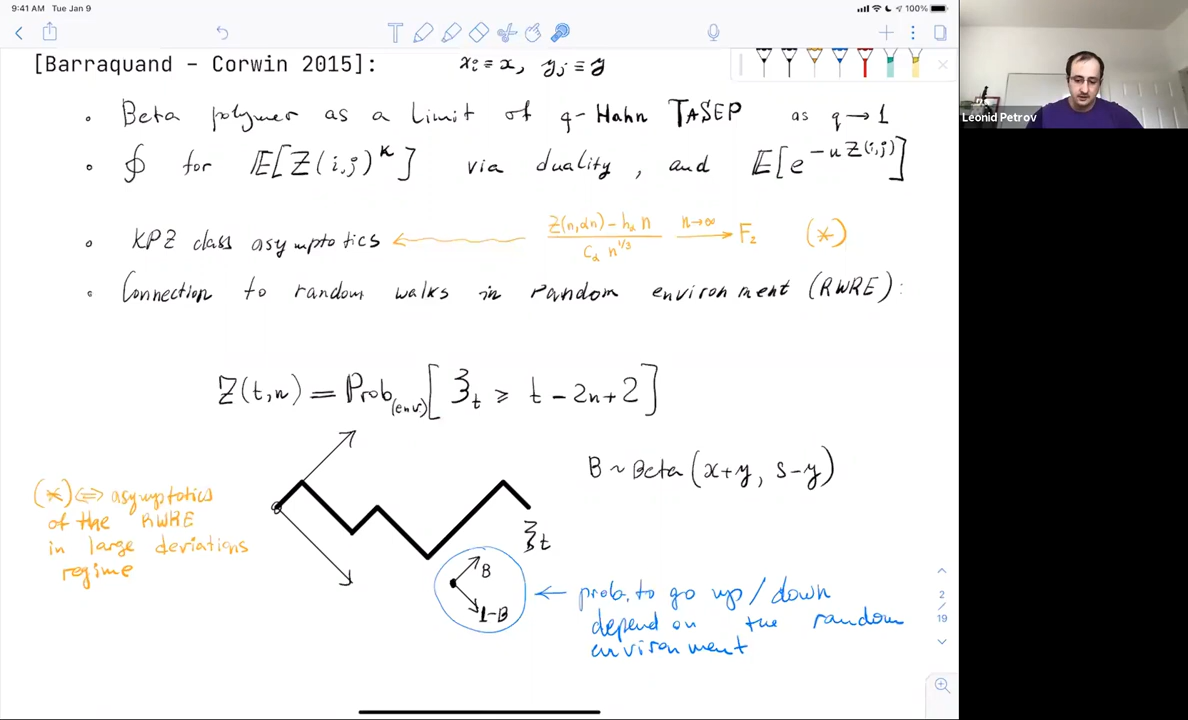 9:41 AM Tue Jan 9
100%
[Barraquand – Corwin 2015]: xᵢ ≡ x, yⱼ ≡ y
• Beta polymer as a limit of q-Hahn TASEP as q → 1
• ∮ for E[Z(i,j)^k] via duality, and E[e^{-uZ(i,j)}]
• KPZ class asymptotics ← (Z(n,αn) − h_α n) / (c_α n^{1/3}) →(n→∞) F₂ (*)
• Connection to random walks in random environment (RWRE):
Z(t,n) = Prob_(env) [ ξ_t ≥ t − 2n + 2 ]
B ~ Beta(x+y, s−y)
(*) ⇔ asymptotics
of the RWRE
in large deviations
regime
ξ_t
B
1-B
← prob. to go up/down
depend on the random
environment
2
/
19
Leonid Petrov